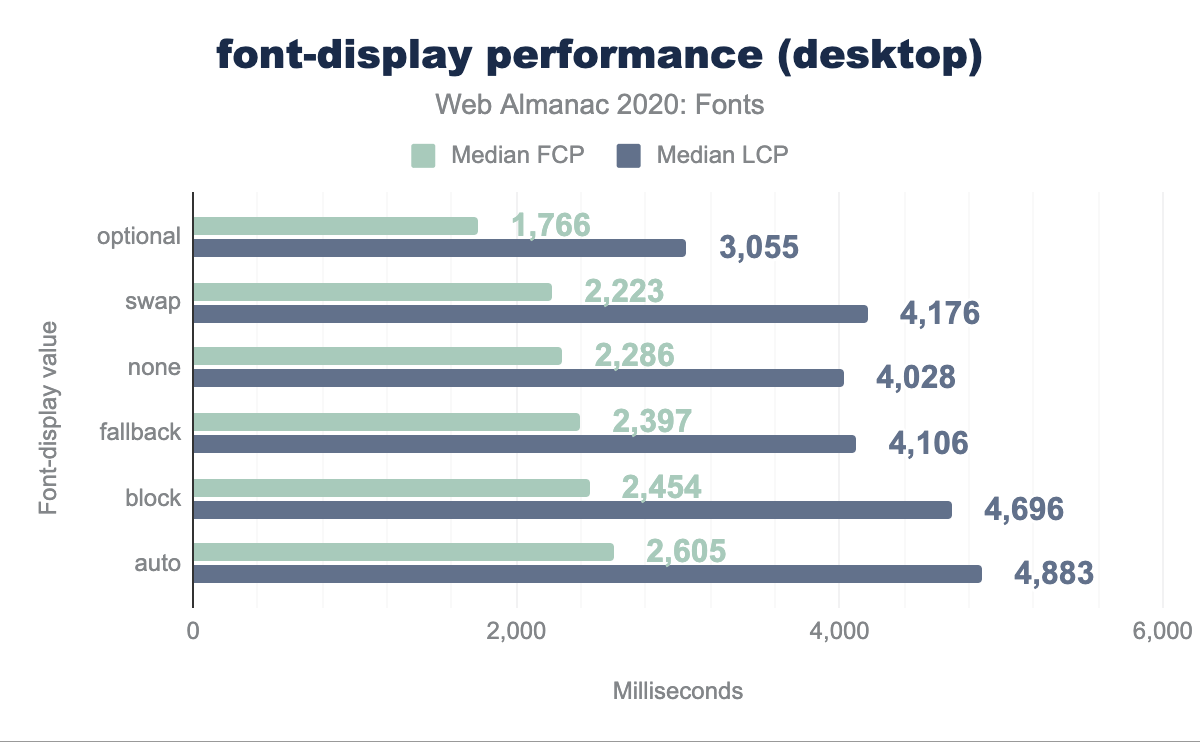 font-display performance (desktop)
Web Almanac 2020: Fonts
Median FCP Median LCP
Font-display value
optional 1,766 3,055
swap 2,223 4,176
none 2,286 4,028
fallback 2,397 4,106
block 2,454 4,696
auto 2,605 4,883
0 2,000 4,000 6,000
Milliseconds